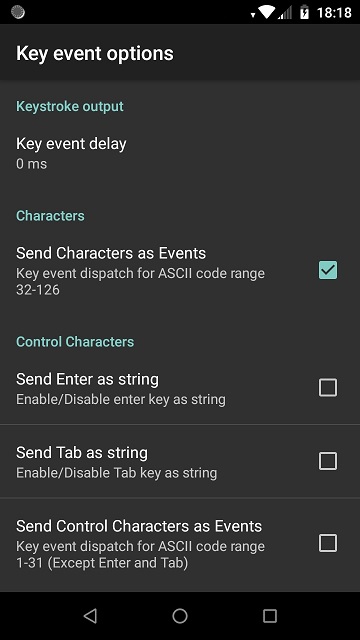 18:18
Key event options
Keystroke output
Key event delay
0 ms
Characters
Send Characters as Events
Key event dispatch for ASCII code range
32-126
Control Characters
Send Enter as string
Enable/Disable enter key as string
Send Tab as string
Enable/Disable Tab key as string
Send Control Characters as Events
Key event dispatch for ASCII code range
1-31 (Except Enter and Tab)